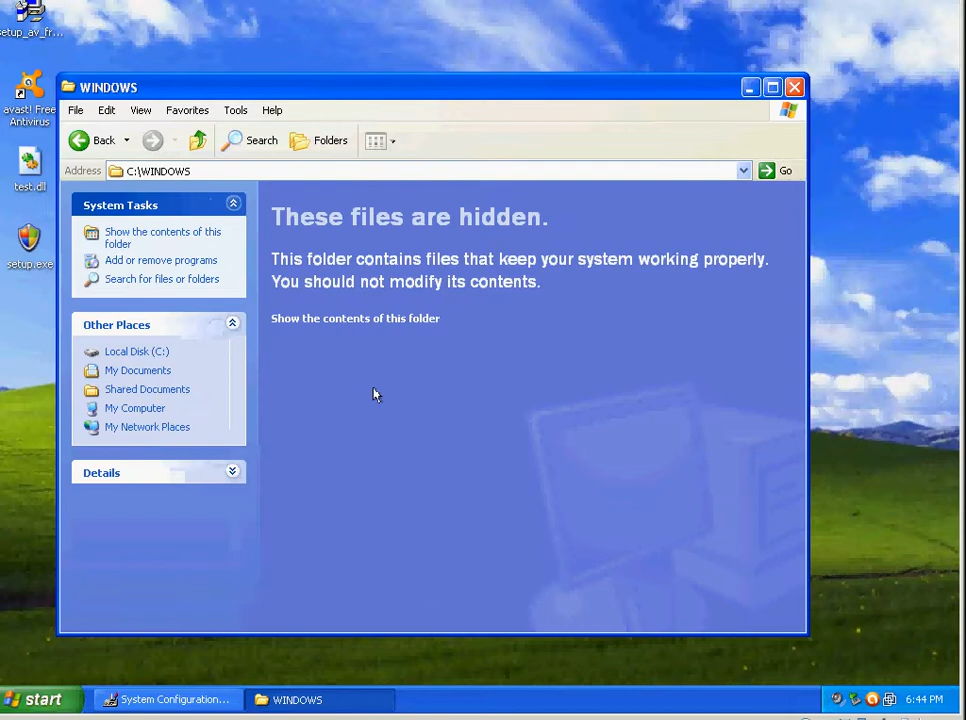 setup_av_fr...
avast! Free
Antivirus
test.dll
setup.exe
WINDOWS
File Edit View Favorites Tools Help
Back Search Folders
Address C:\WINDOWS Go
System Tasks
Show the contents of this
folder
Add or remove programs
Search for files or folders
Other Places
Local Disk (C:)
My Documents
Shared Documents
My Computer
My Network Places
Details
These files are hidden.
This folder contains files that keep your system working properly.
You should not modify its contents.
Show the contents of this folder
start System Configuration... WINDOWS 6:44 PM